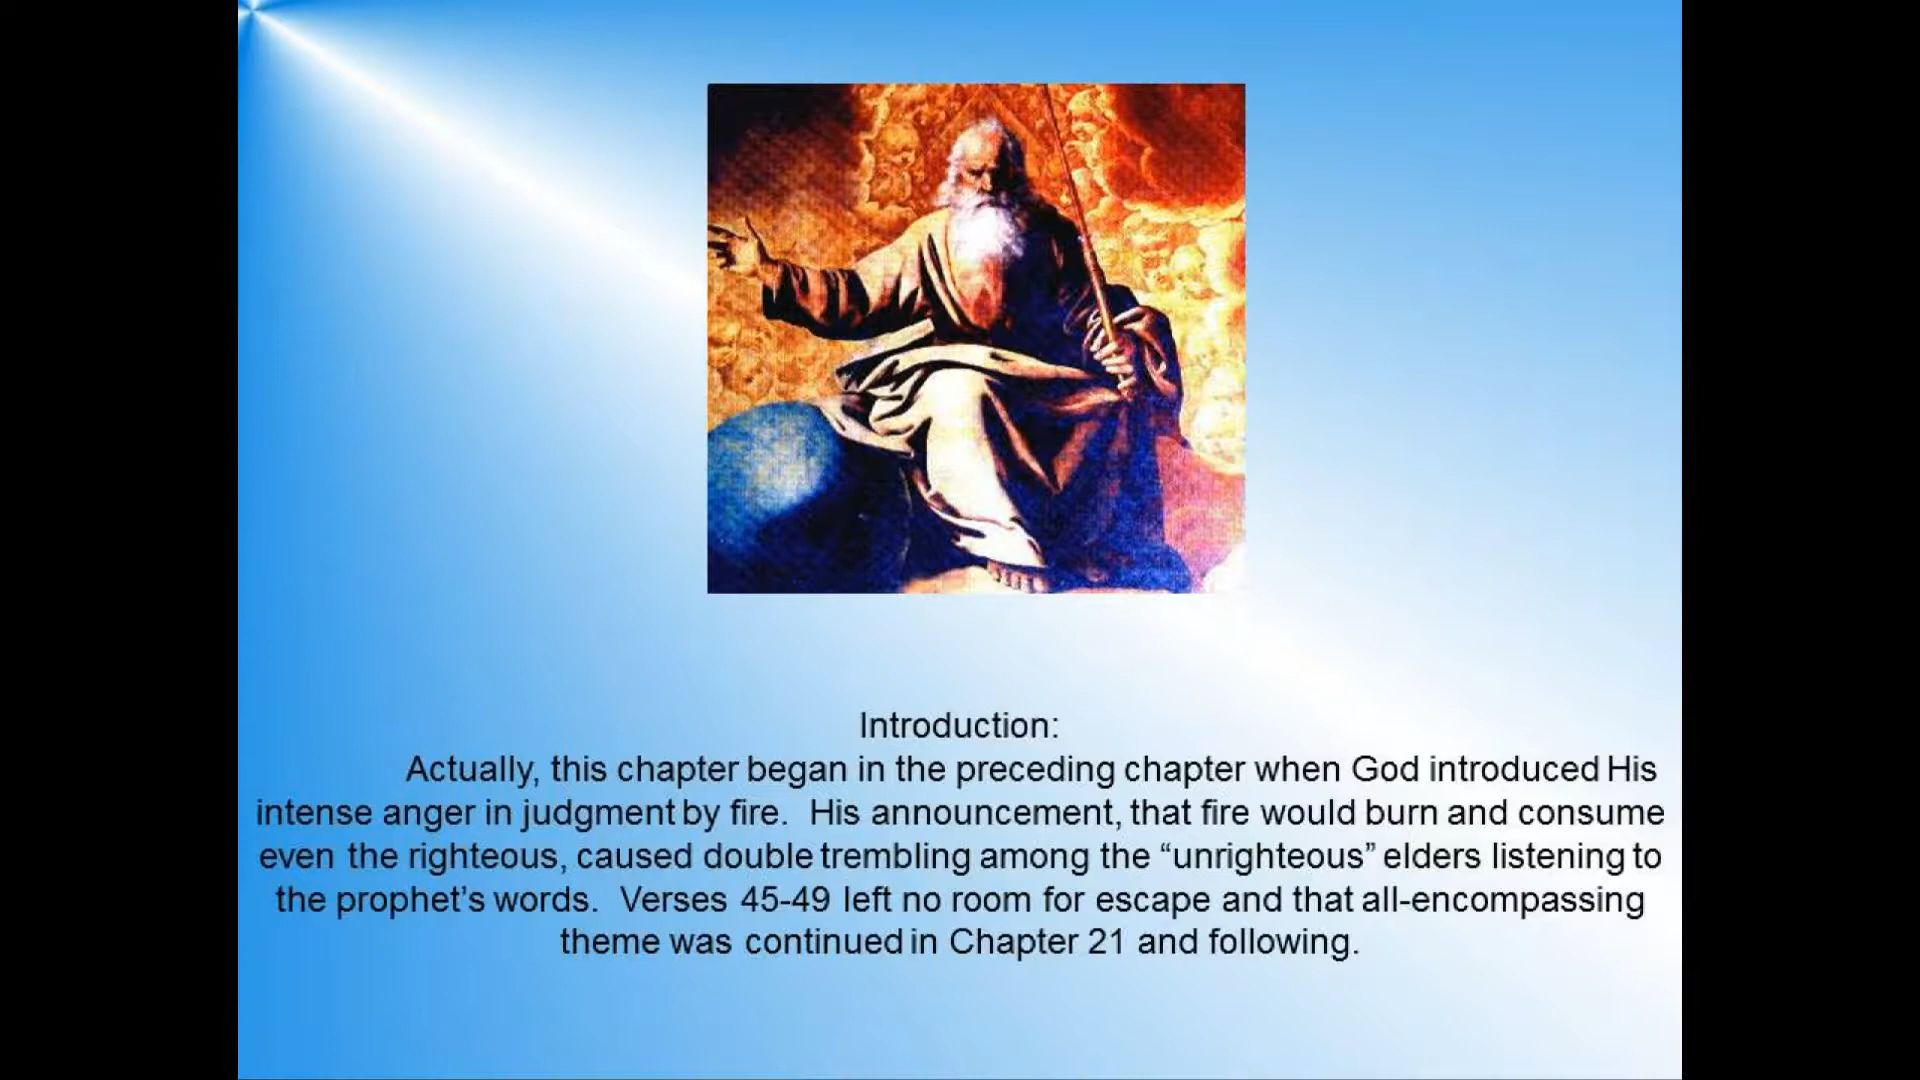 Introduction:
Actually, this chapter began in the preceding chapter when God introduced His
intense anger in judgment by fire.  His announcement, that fire would burn and consume
even the righteous, caused double trembling among the “unrighteous” elders listening to
the prophet’s words.  Verses 45-49 left no room for escape and that all-encompassing
theme was continued in Chapter 21 and following.